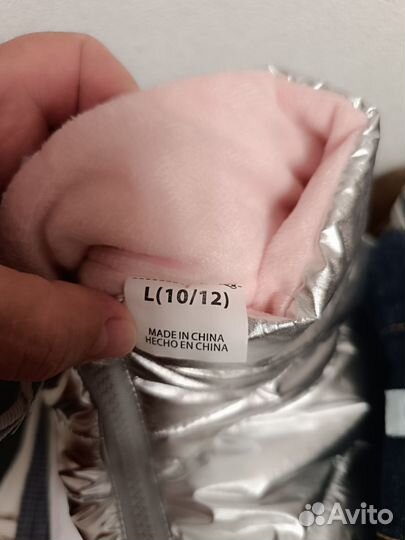 L(10/12)
MADE IN CHINA
HECHO EN CHINA
Avito